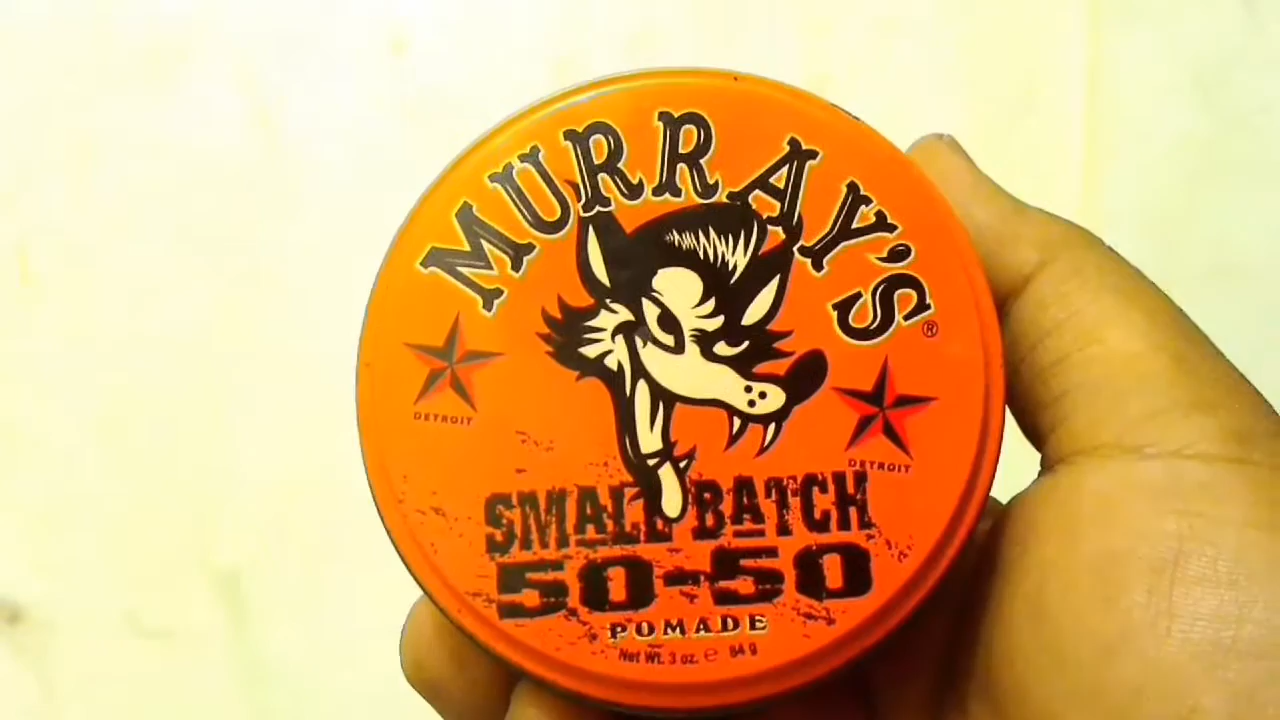 MURRAY'S®
DETROIT
DETROIT
SMALL BATCH
50-50
POMADE
Net Wt. 3 oz. e 84 g